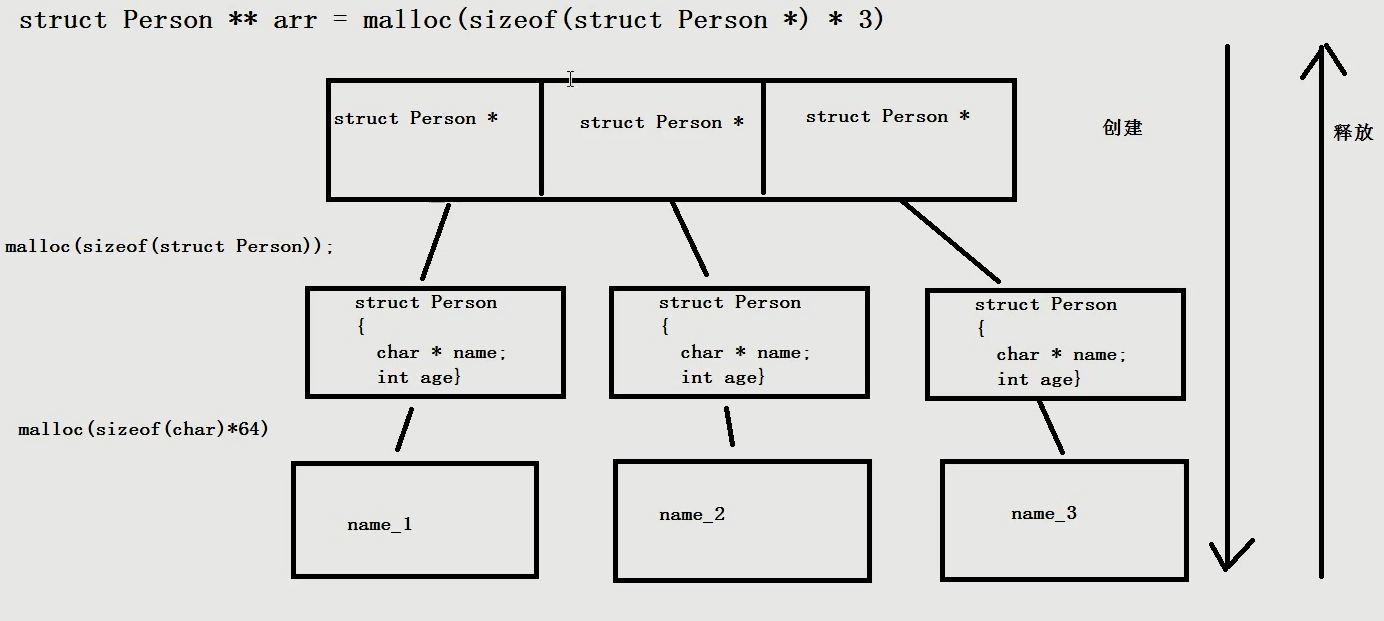 struct Person ** arr = malloc(sizeof(struct Person *) * 3)
struct Person *
struct Person *
struct Person *
创建
释放
malloc(sizeof(struct Person));
struct Person
{
char * name;
int age}
struct Person
{
char * name;
int age}
struct Person
{
char * name;
int age}
malloc(sizeof(char)*64)
name_1
name_2
name_3